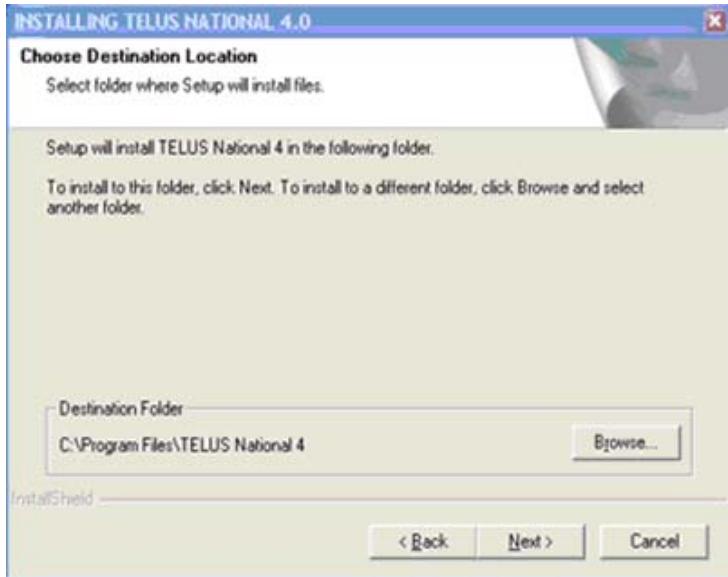 INSTALLING TELUS NATIONAL 4.0
Choose Destination Location
Select folder where Setup will install files.
Setup will install TELUS National 4 in the following folder.
To install to this folder, click Next. To install to a different folder, click Browse and select
another folder.
Destination Folder
C:\Program Files\TELUS National 4
Browse...
InstallShield
< Back
Next >
Cancel